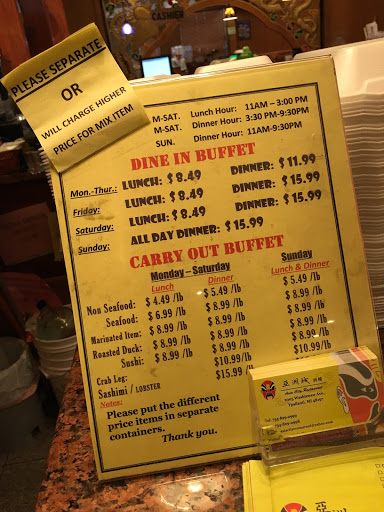 CASHIER
PLEASE SEPARATE
OR
WILL CHARGE HIGHER
PRICE FOR MIX ITEM
M-SAT. Lunch Hour: 11AM – 3:00 PM
M-SAT. Dinner Hour: 3:30 PM-9:30PM
SUN. Dinner Hour: 11AM-9:30PM
DINE IN BUFFET
Mon.-Thur.: LUNCH: $ 8.49 DINNER: $ 11.99
Friday: LUNCH: $ 8.49 DINNER: $ 15.99
Saturday: LUNCH: $ 8.49 DINNER: $ 15.99
Sunday: ALL DAY DINNER: $ 15.99
CARRY OUT BUFFET
Monday – Saturday Sunday
Lunch Dinner Lunch & Dinner
Non Seafood: $ 4.49 /lb $ 5.49 /lb $ 5.49 /lb
Seafood: $ 6.99 /lb $ 8.99 /lb $ 8.99 /lb
Marinated Item: $ 8.99 /lb $ 8.99 /lb $ 8.99 /lb
Roasted Duck: $ 8.99 /lb $ 8.99 /lb $ 8.99 /lb
Sushi: $ 8.99 /lb $ 8.99 /lb $ 8.99 /lb
Crab Leg: $10.99 /lb $10.99 /lb
Sashimi / LOBSTER $15.99 /lb
Notes:
Please put the different
price items in separate
containers.
Thank you.